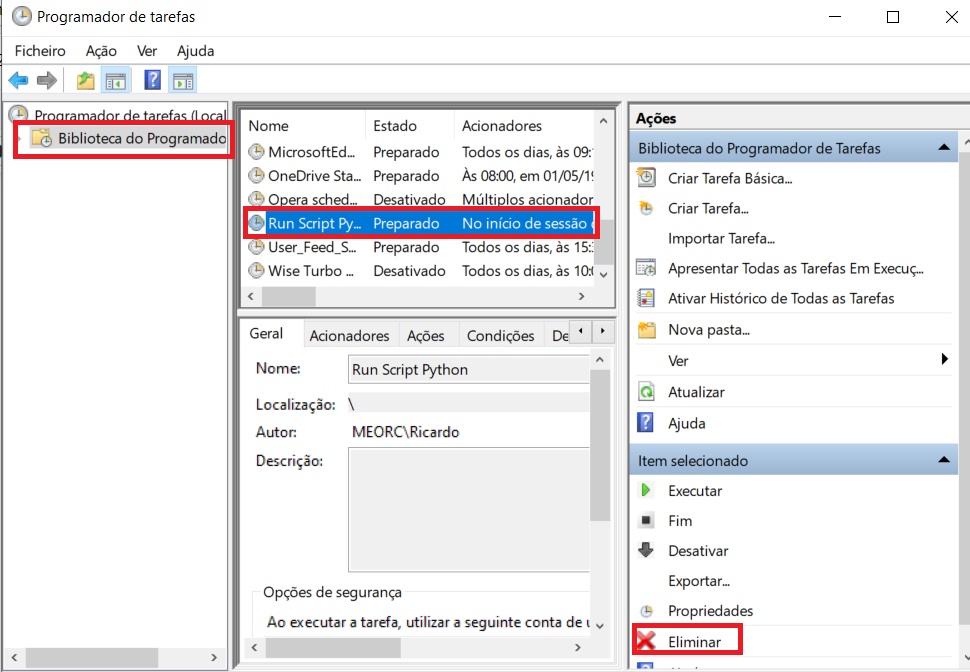 Programador de tarefas
Ficheiro Ação Ver Ajuda
Programador de tarefas (Local
Biblioteca do Programado
Nome Estado Acionadores
MicrosoftEd... Preparado Todos os dias, às 09:
OneDrive Sta... Preparado Às 08:00, em 01/05/19
Opera sched... Desativado Múltiplos acionador
Run Script Py... Preparado No início de sessão
User_Feed_S... Preparado Todos os dias, às 15:
Wise Turbo ... Desativado Todos os dias, às 10:
Geral Acionadores Ações Condições De
Nome: Run Script Python
Localização: \
Autor: MEORC\Ricardo
Descrição:
Opções de segurança
Ao executar a tarefa, utilizar a seguinte conta de u
Ações
Biblioteca do Programador de Tarefas
Criar Tarefa Básica...
Criar Tarefa...
Importar Tarefa...
Apresentar Todas as Tarefas Em Execuç...
Ativar Histórico de Todas as Tarefas
Nova pasta...
Ver
Atualizar
Ajuda
Item selecionado
Executar
Fim
Desativar
Exportar...
Propriedades
Eliminar